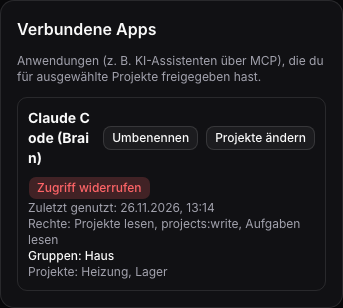 Verbundene Apps
Anwendungen (z. B. KI-Assistenten über MCP), die du
für ausgewählte Projekte freigegeben hast.
Claude C
ode (Brai
n)
Umbenennen
Projekte ändern
Zugriff widerrufen
Zuletzt genutzt: 26.11.2026, 13:14
Rechte: Projekte lesen, projects:write, Aufgaben
lesen
Gruppen: Haus
Projekte: Heizung, Lager